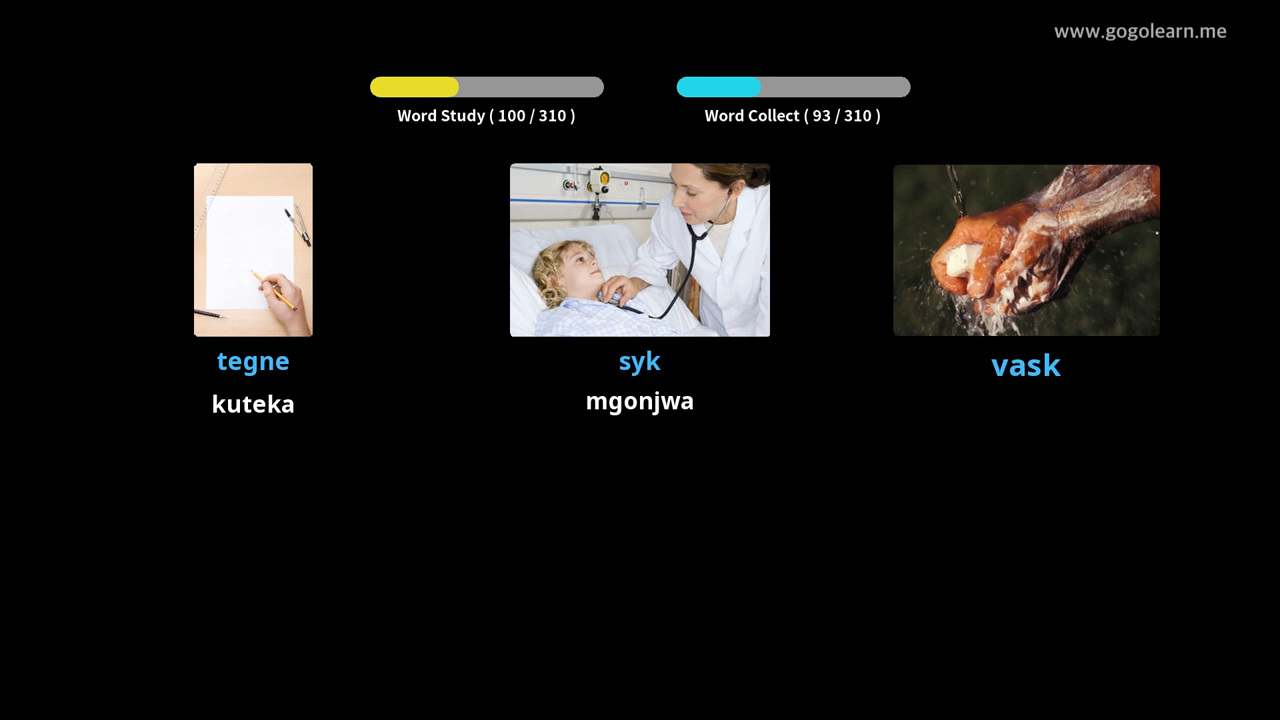 www.gogolearn.me
Word Study ( 100 / 310 )
Word Collect ( 93 / 310 )
tegne
kuteka
syk
mgonjwa
vask